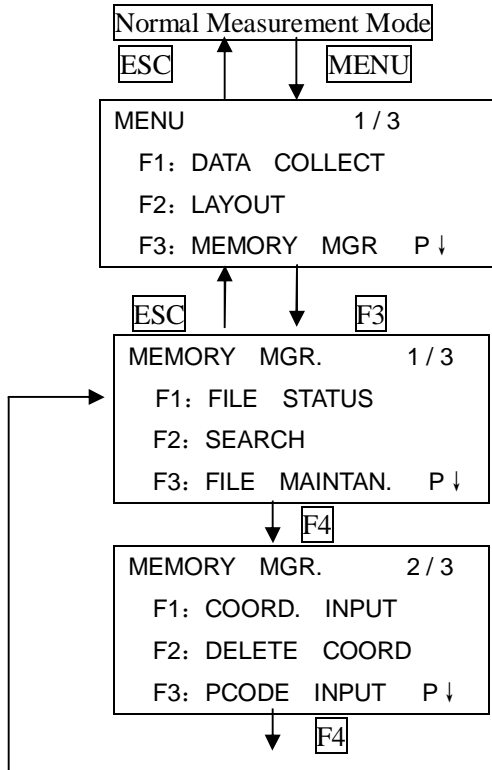 Normal Measurement Mode
ESC MENU
MENU 1 / 3
F1：DATA COLLECT
F2：LAYOUT
F3：MEMORY MGR P↓
ESC F3
MEMORY MGR. 1 / 3
F1：FILE STATUS
F2：SEARCH
F3：FILE MAINTAN. P↓
F4
MEMORY MGR. 2 / 3
F1：COORD. INPUT
F2：DELETE COORD
F3：PCODE INPUT P↓
F4